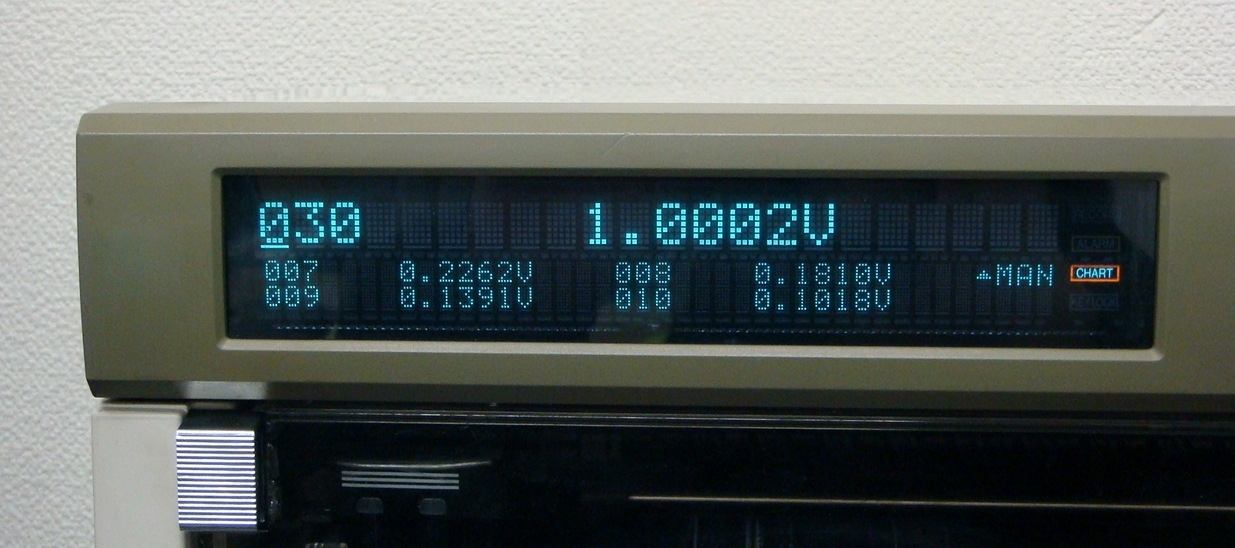 030 1.0002V
007 0.2262V 008 0.1810V ▲MAN
009 0.1391V 010 0.1018V
ALARM
CHART